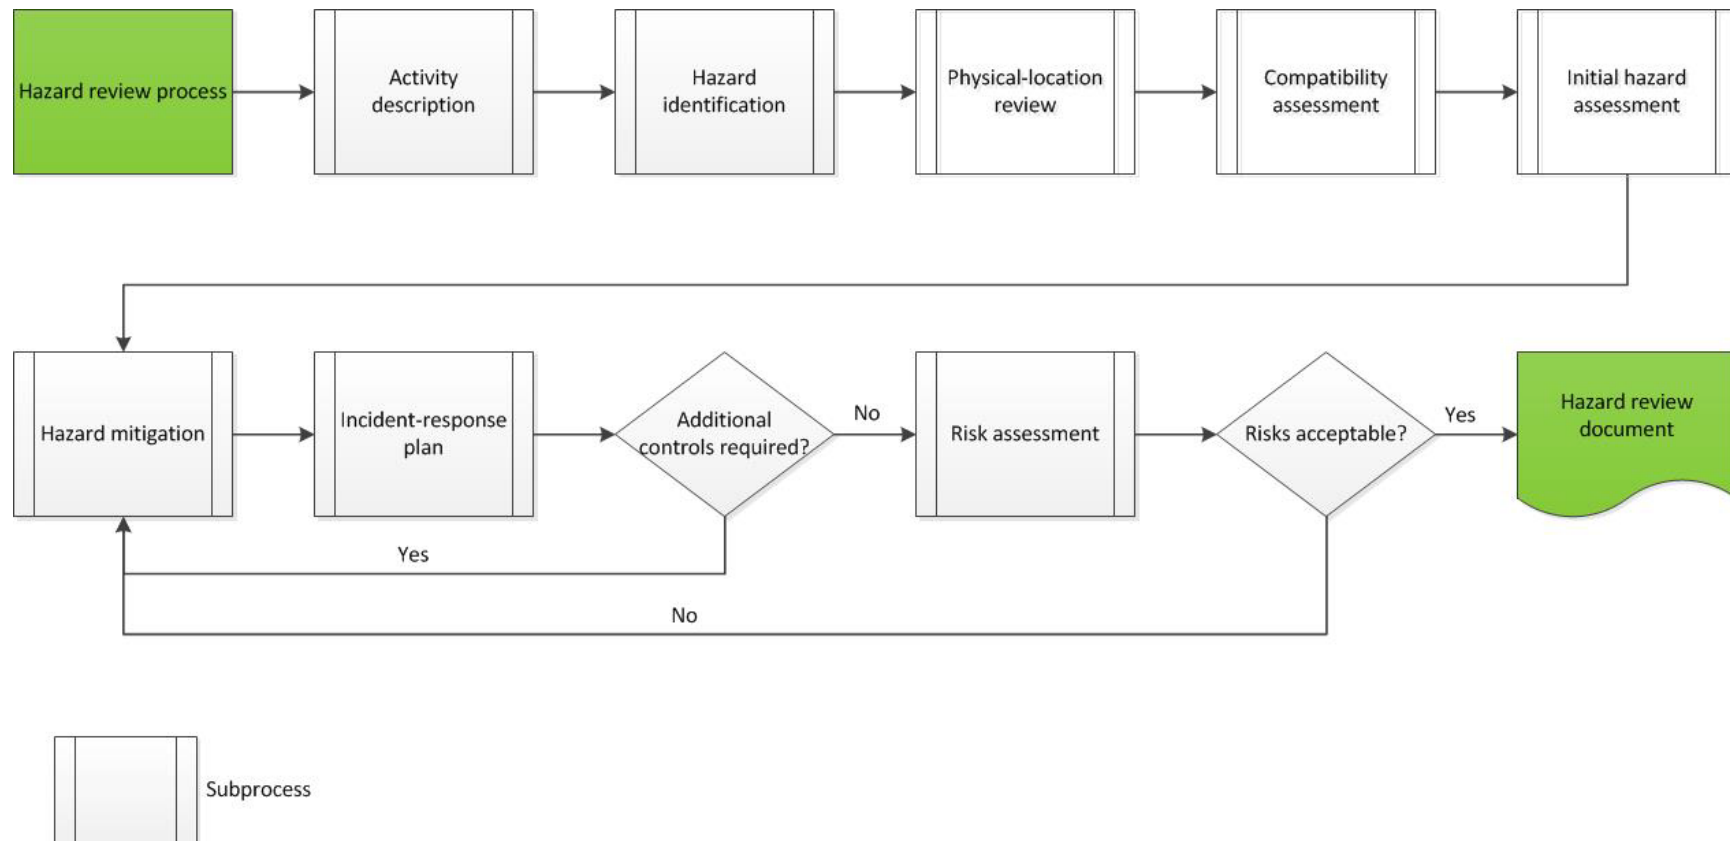 Hazard review process
Activity
description
Hazard
identification
Physical-location
review
Compatibility
assessment
Initial hazard
assessment
Hazard mitigation
Incident-response
plan
Additional
controls required?
No
Risk assessment
Risks acceptable?
Yes
Hazard review
document
Yes
No
Subprocess